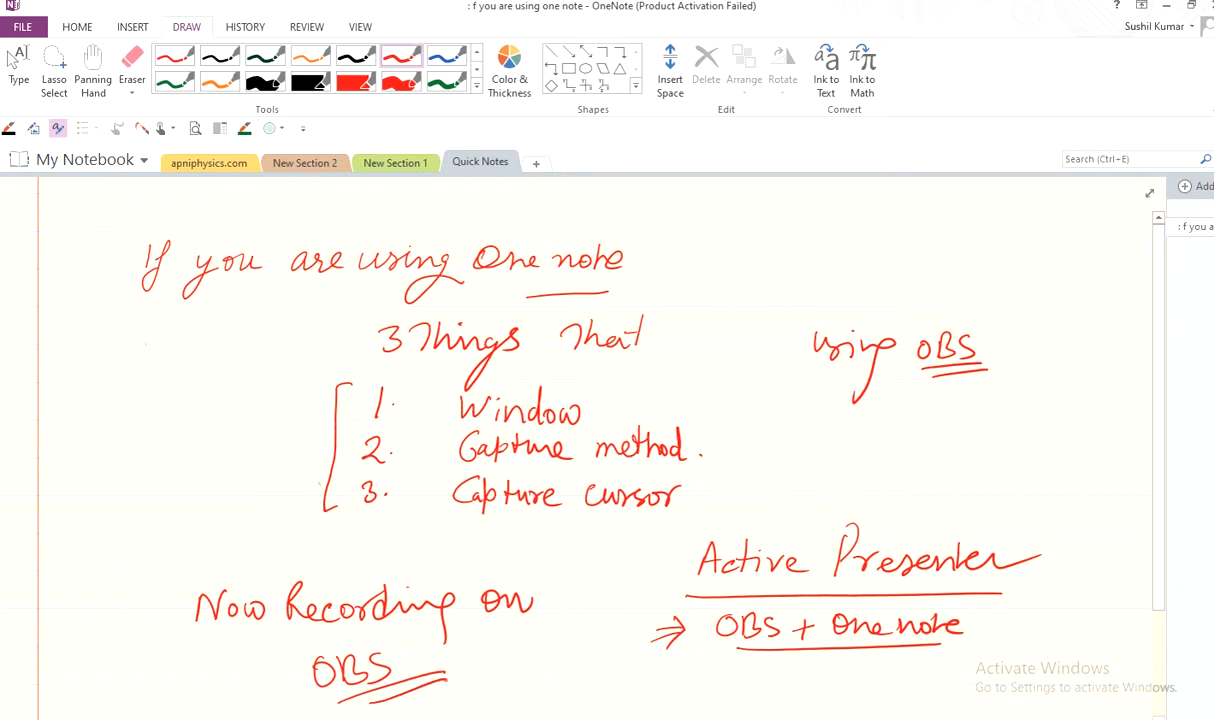 : f you are using one note - OneNote (Product Activation Failed)
?
FILE HOME INSERT DRAW HISTORY REVIEW VIEW
Sushil Kumar
Type
Lasso Select
Panning Hand
Eraser
Color & Thickness
Insert Space
Delete
Arrange
Rotate
Ink to Text
Ink to Math
Tools
Shapes
Edit
Convert
My Notebook
apniphysics.com
New Section 2
New Section 1
Quick Notes
Search (Ctrl+E)
Add
: f you a
If you are using One note
3 Things that
using OBS
1. Window
2. Capture method.
3. Capture cursor
Active Presenter
Now Recording on
⇒ OBS + One note
OBS
Activate Windows
Go to Settings to activate Windows.